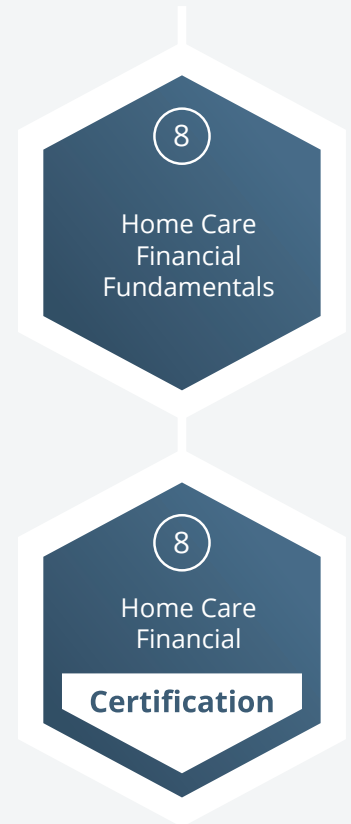 8
Home Care
Financial
Fundamentals
8
Home Care
Financial
Certification